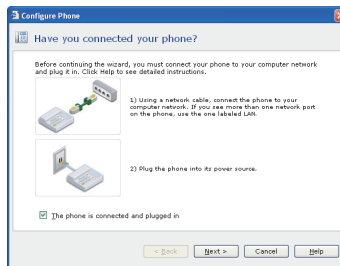 Configure Phone
Have you connected your phone?
Before continuing the wizard, you must connect your phone to your computer network
and plug it in. Click Help to see detailed instructions.
1) Using a network cable, connect the phone to your
computer network. If you see more than one network port
on the phone, use the one labeled LAN.
2) Plug the phone into its power source.
The phone is connected and plugged in
< Back
Next >
Cancel
Help